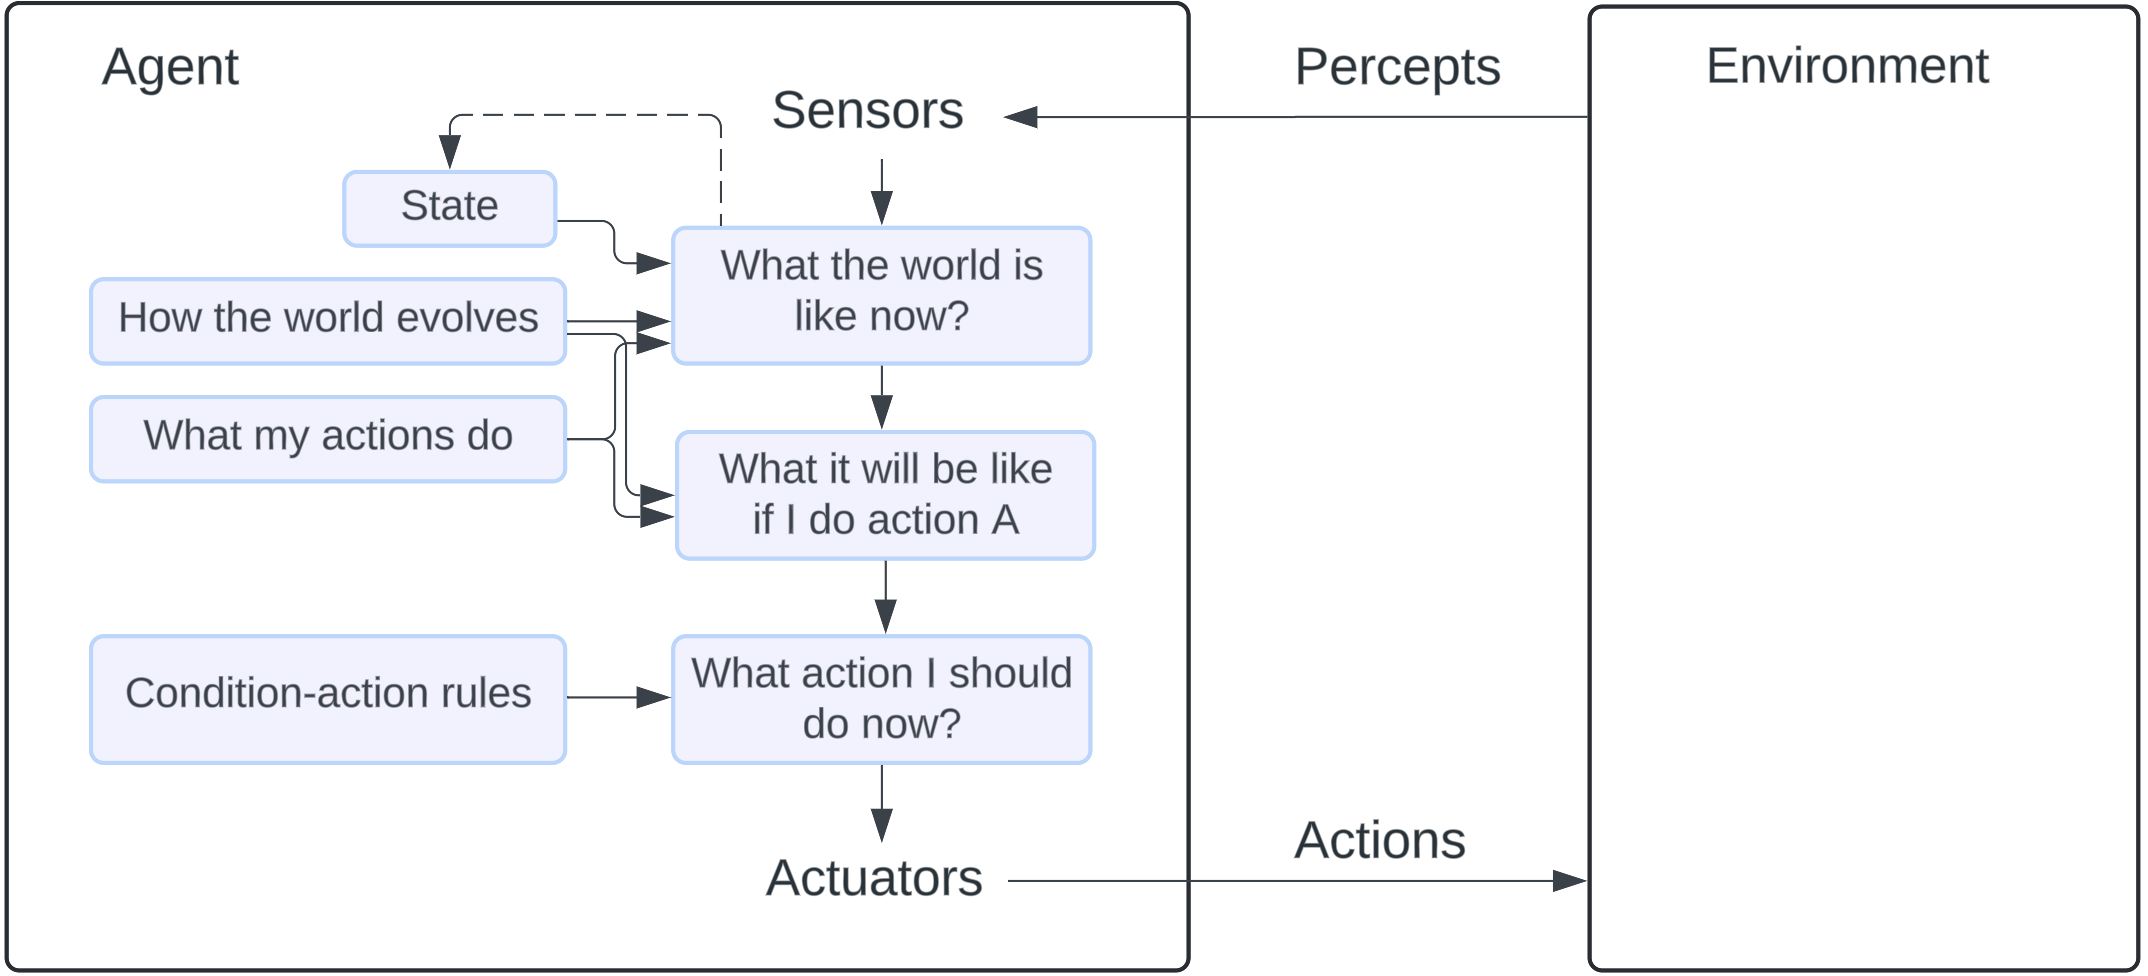 Agent
Percepts
Environment
Sensors
State
What the world is
like now?
How the world evolves
What my actions do
What it will be like
if I do action A
Condition-action rules
What action I should
do now?
Actions
Actuators